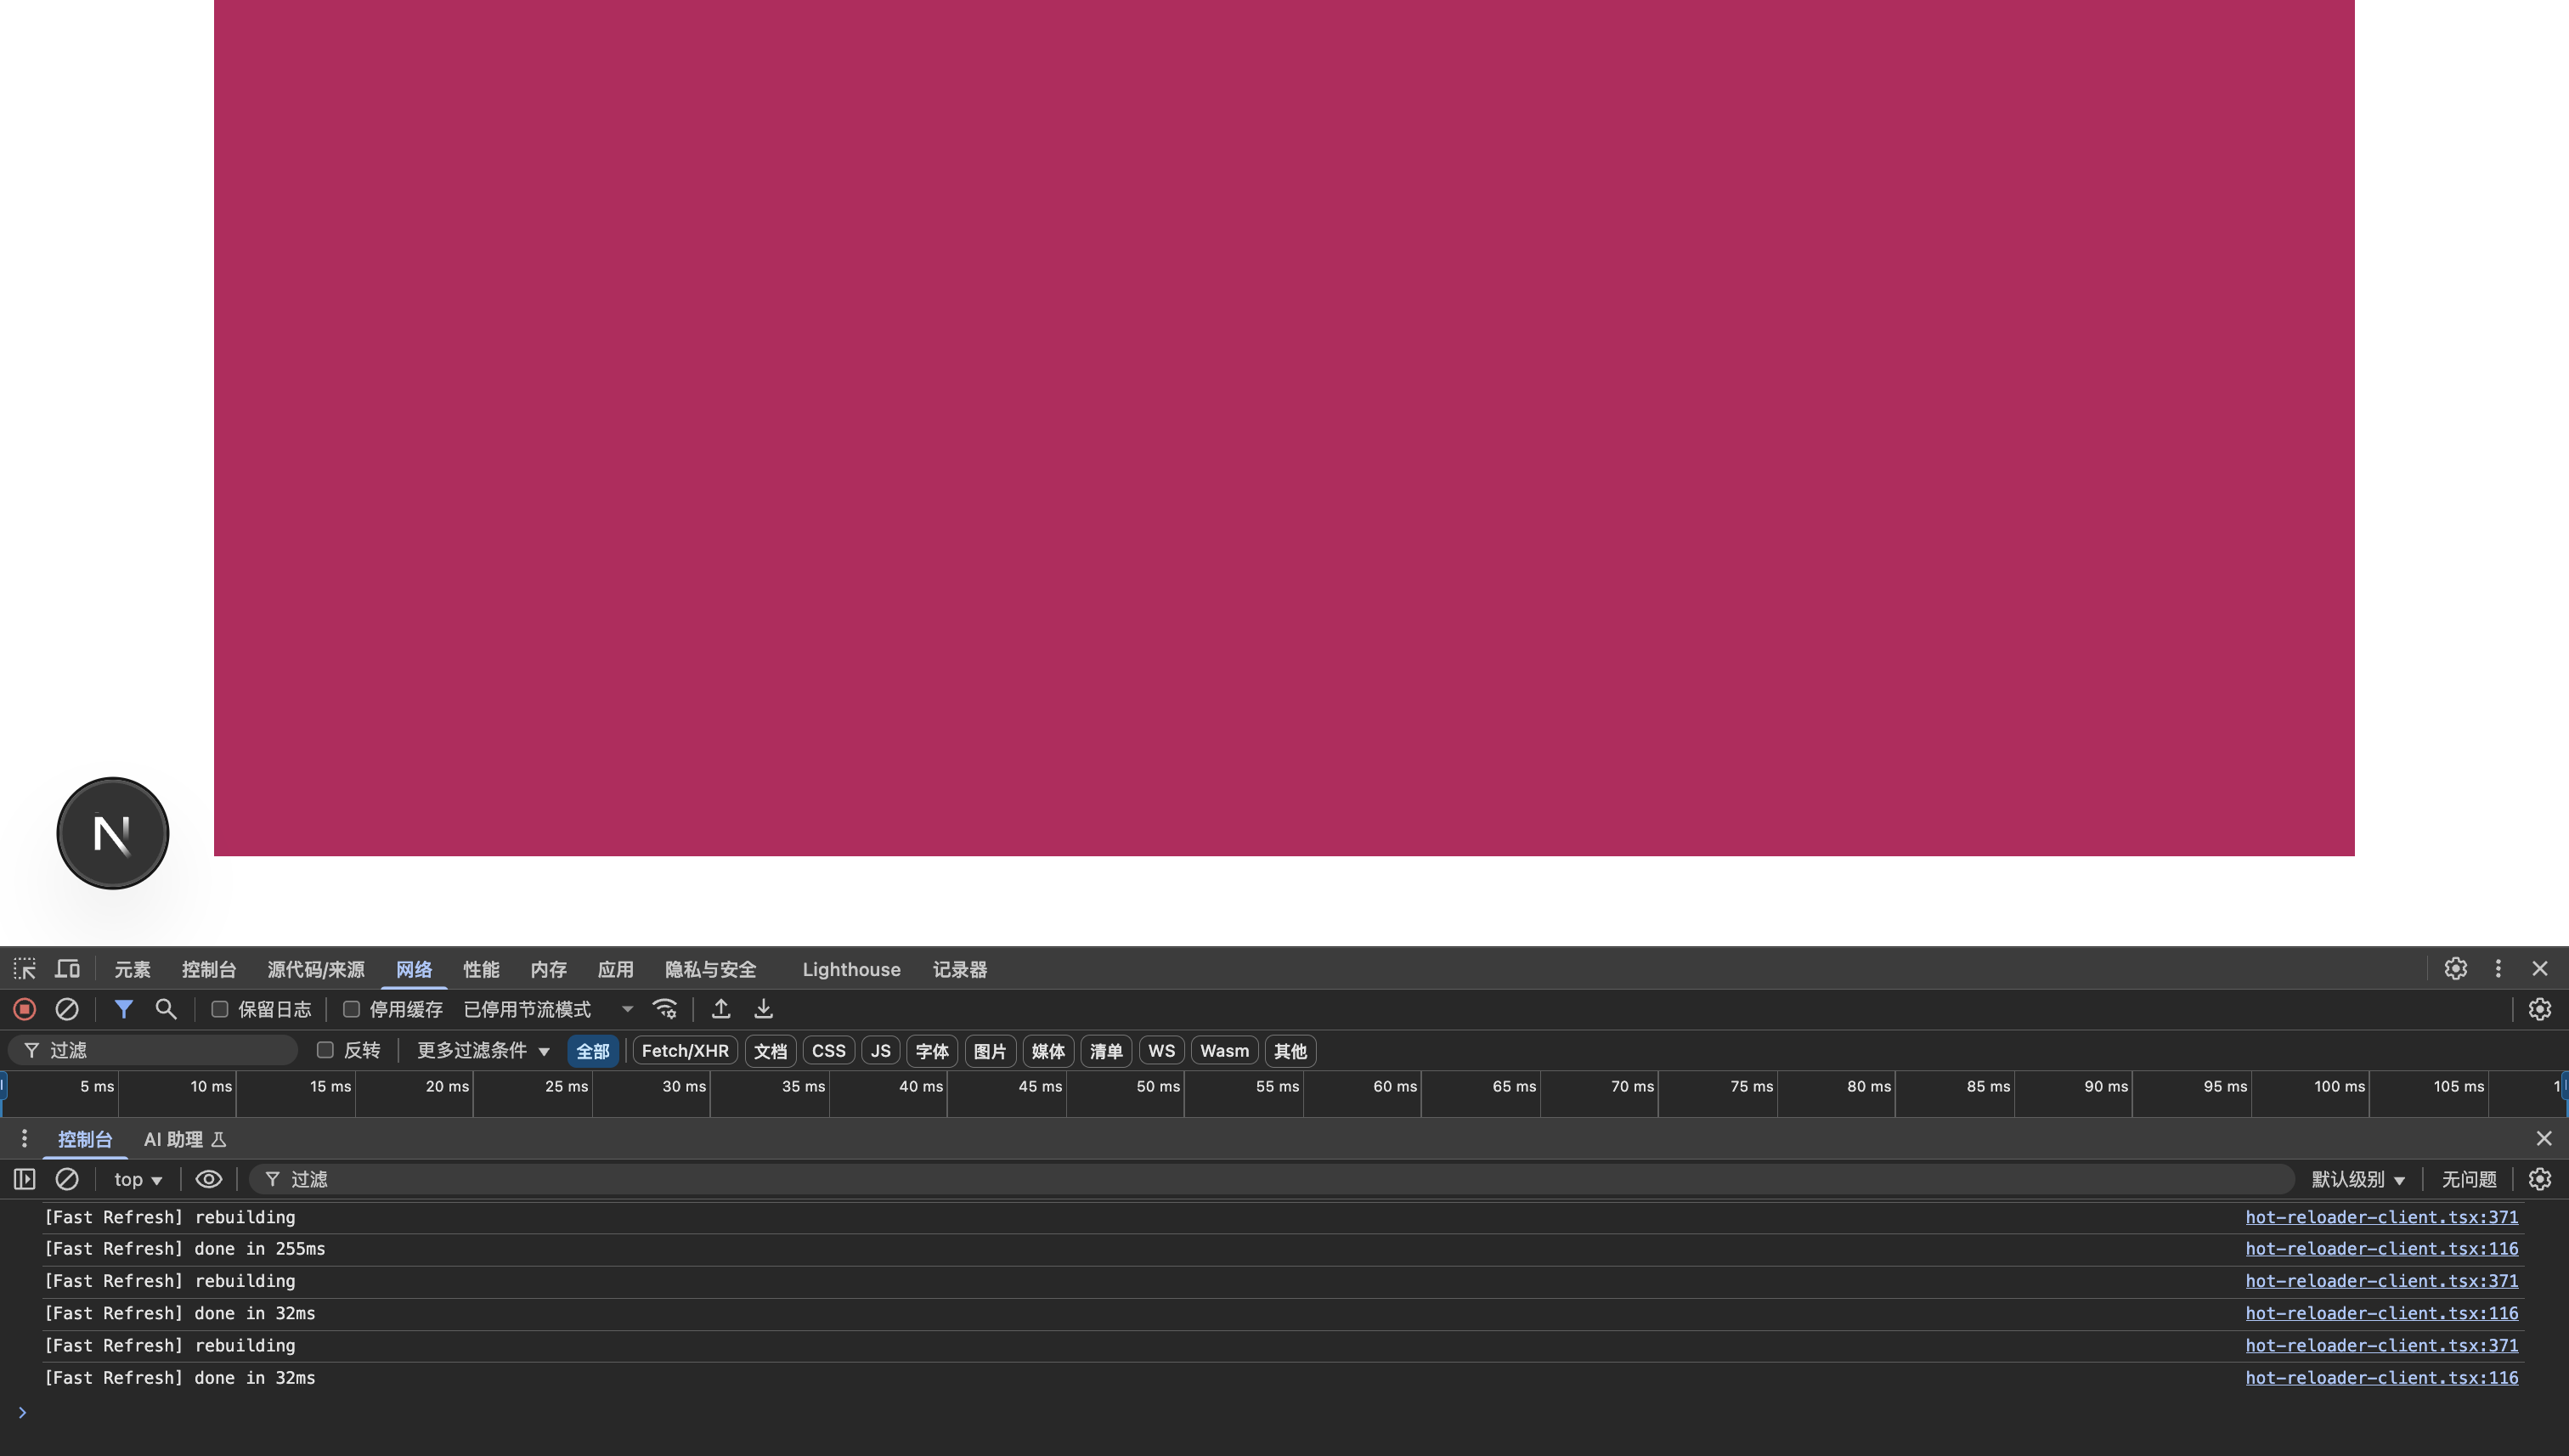 N
元素 控制台 源代码/来源 网络 性能 内存 应用 隐私与安全 Lighthouse 记录器
保留日志 停用缓存 已停用节流模式
过滤 反转 更多过滤条件 全部 Fetch/XHR 文档 CSS JS 字体 图片 媒体 清单 WS Wasm 其他
5 ms 10 ms 15 ms 20 ms 25 ms 30 ms 35 ms 40 ms 45 ms 50 ms 55 ms 60 ms 65 ms 70 ms 75 ms 80 ms 85 ms 90 ms 95 ms 100 ms 105 ms
控制台 AI 助理
top 过滤 默认级别 无问题
[Fast Refresh] rebuilding hot-reloader-client.tsx:371
[Fast Refresh] done in 255ms hot-reloader-client.tsx:116
[Fast Refresh] rebuilding hot-reloader-client.tsx:371
[Fast Refresh] done in 32ms hot-reloader-client.tsx:116
[Fast Refresh] rebuilding hot-reloader-client.tsx:371
[Fast Refresh] done in 32ms hot-reloader-client.tsx:116